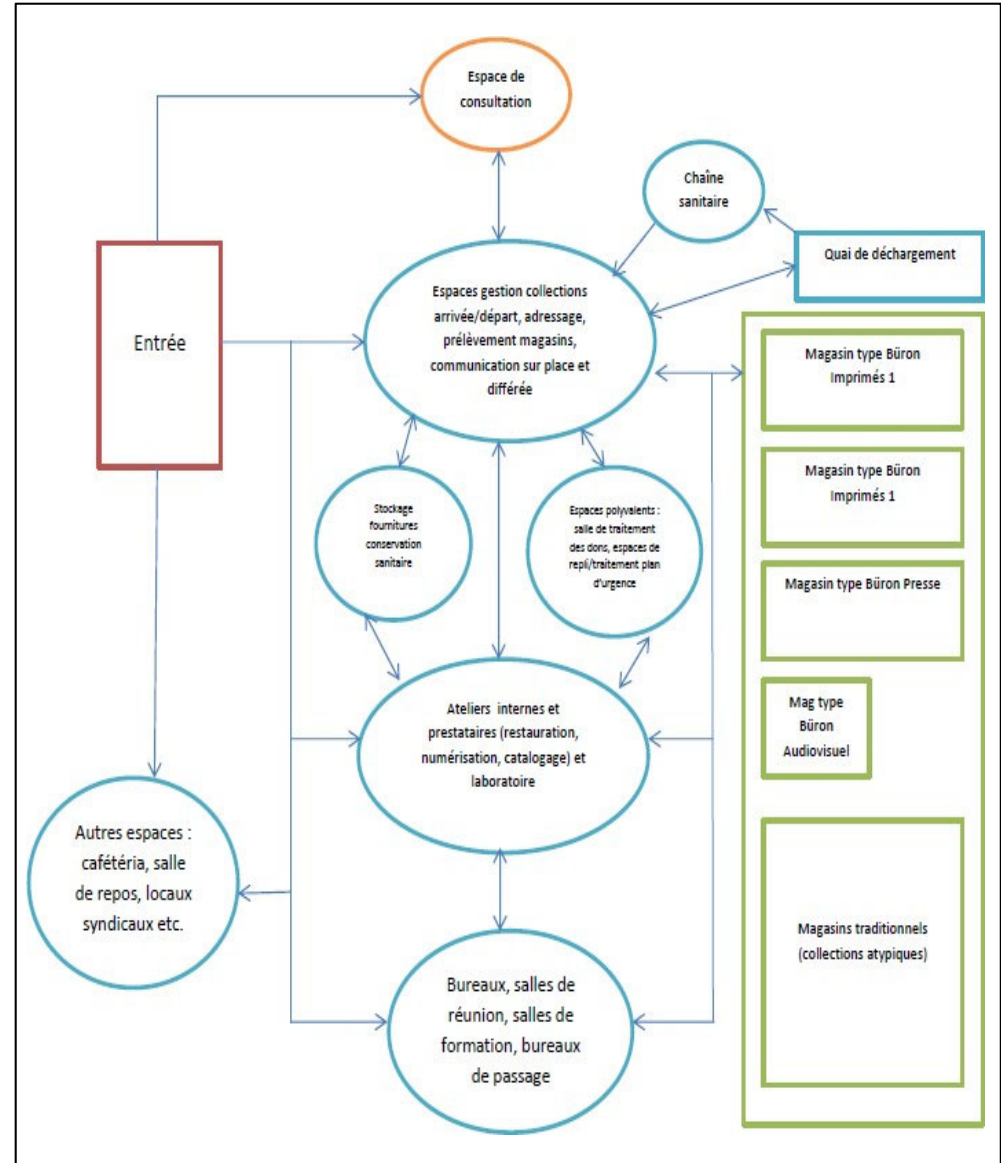 Espace de
consultation
Chaîne
sanitaire
Quai de déchargement
Entrée
Espaces gestion collections
arrivée/départ, adressage,
prélèvement magasins,
communication sur place et
différée
Magasin type Büron
Imprimés 1
Magasin type Büron
Imprimés 1
Stockage
fournitures
conservation
sanitaire
Espaces polyvalents :
salle de traitement
des dons, espaces de
repli/traitement plan
d'urgence
Magasin type Büron Presse
Mag type
Büron
Audiovisuel
Ateliers internes et
prestataires (restauration,
numérisation, catalogage) et
laboratoire
Autres espaces :
cafétéria, salle
de repos, locaux
syndicaux etc.
Magasins traditionnels
(collections atypiques)
Bureaux, salles de
réunion, salles de
formation, bureaux
de passage